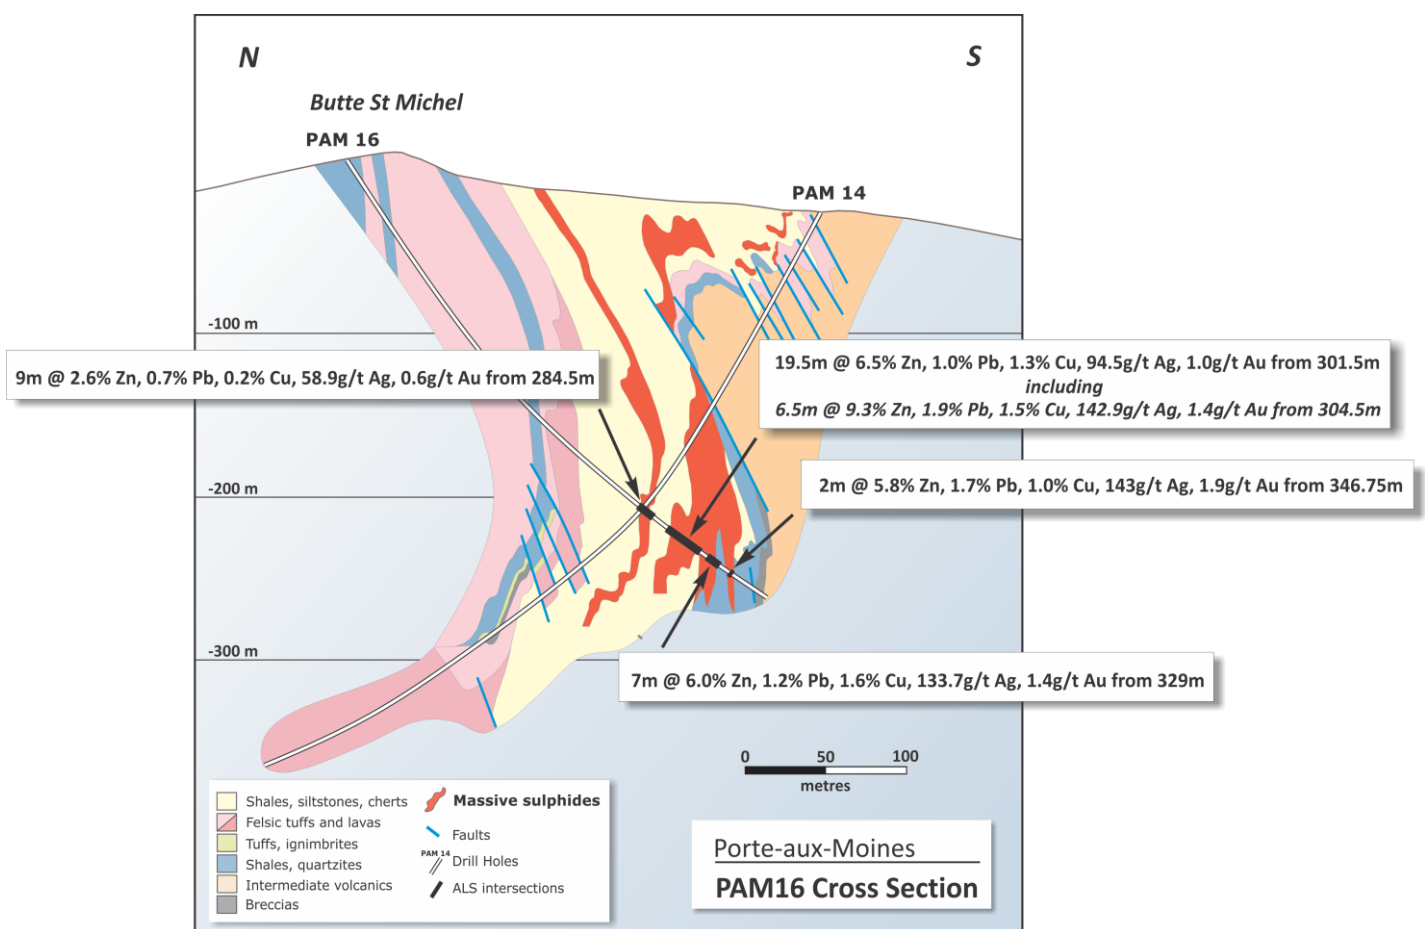 N
S
Butte St Michel
PAM 16
PAM 14
-100 m
9m @ 2.6% Zn, 0.7% Pb, 0.2% Cu, 58.9g/t Ag, 0.6g/t Au from 284.5m
19.5m @ 6.5% Zn, 1.0% Pb, 1.3% Cu, 94.5g/t Ag, 1.0g/t Au from 301.5m
including
6.5m @ 9.3% Zn, 1.9% Pb, 1.5% Cu, 142.9g/t Ag, 1.4g/t Au from 304.5m
-200 m
2m @ 5.8% Zn, 1.7% Pb, 1.0% Cu, 143g/t Ag, 1.9g/t Au from 346.75m
-300 m
7m @ 6.0% Zn, 1.2% Pb, 1.6% Cu, 133.7g/t Ag, 1.4g/t Au from 329m
0 50 100
metres
Shales, siltstones, cherts
Felsic tuffs and lavas
Tuffs, ignimbrites
Shales, quartzites
Intermediate volcanics
Breccias
Massive sulphides
Faults
PAM 14
Drill Holes
ALS intersections
Porte-aux-Moines
PAM16 Cross Section